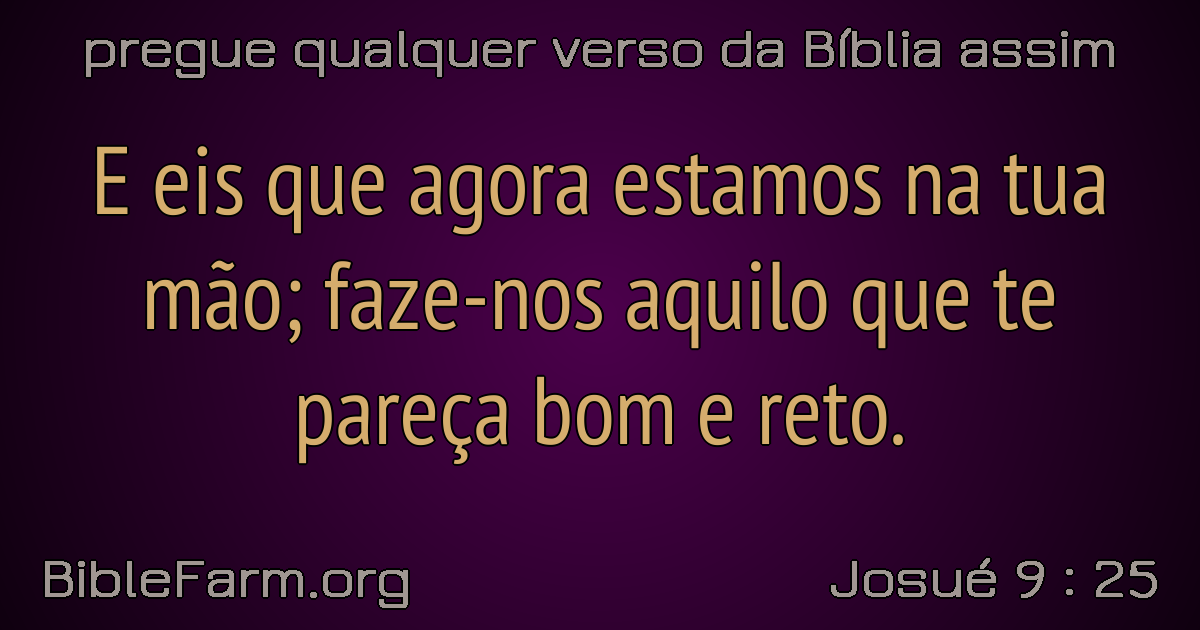 pregue qualquer verso da Bíblia assim
E eis que agora estamos na tua
mão; faze-nos aquilo que te
pareça bom e reto.
BibleFarm.org
Josué 9 : 25